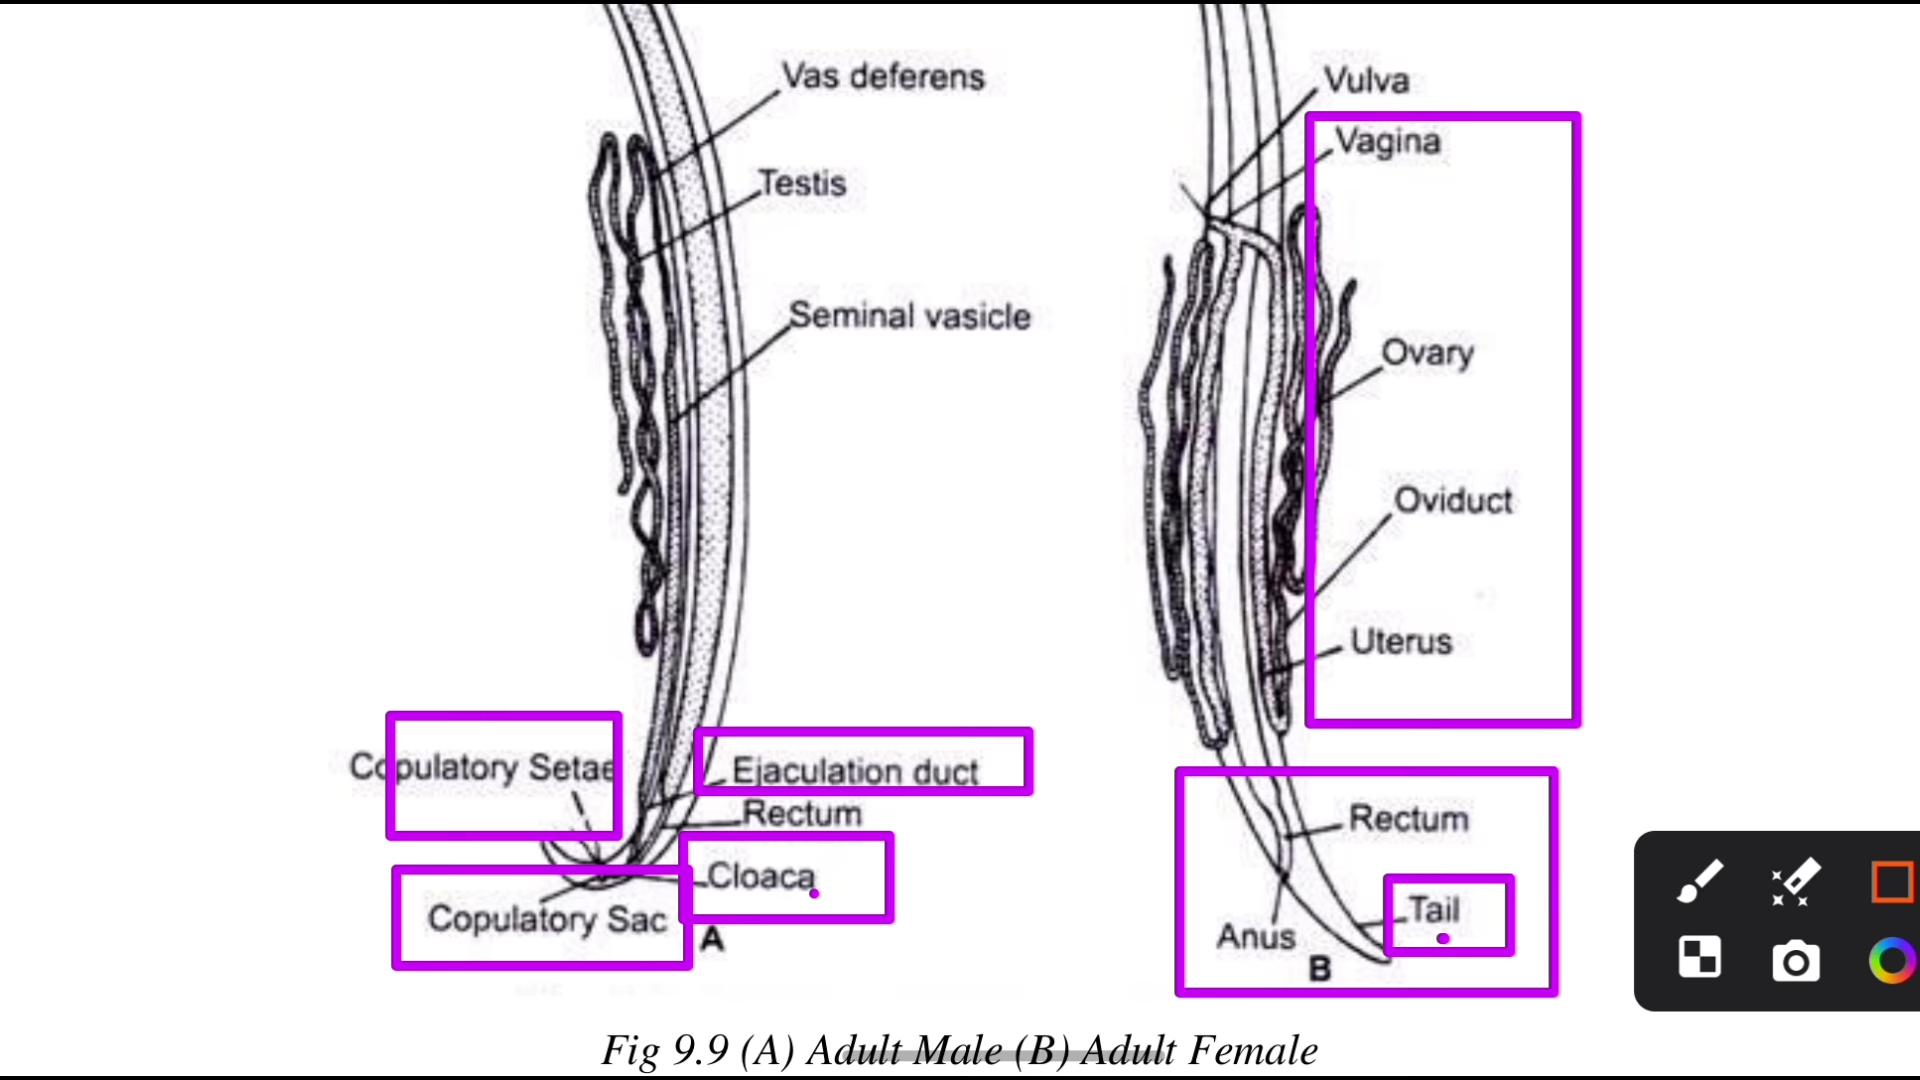 Vas deferens
Testis
Seminal vasicle
Copulatory Setae
Ejaculation duct
Rectum
Cloaca
Copulatory Sac
A
Vulva
Vagina
Ovary
Oviduct
Uterus
Rectum
Tail
Anus
B
Fig 9.9 (A) Adult Male (B) Adult Female